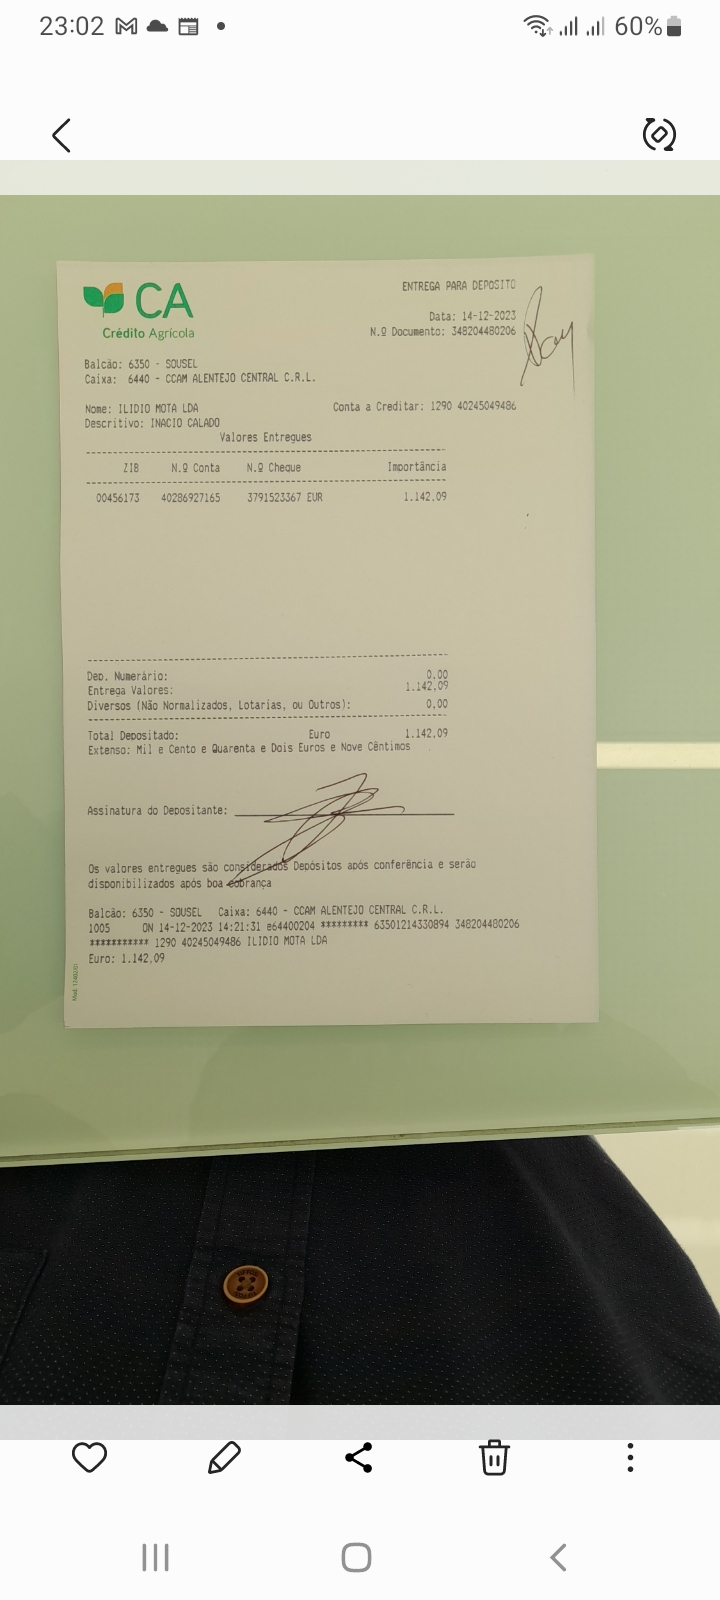 23:02 60%
CA
Crédito Agrícola
ENTREGA PARA DEPOSITO
Data: 14-12-2023
N.º Documento: 348204480206
Balcão: 6350 - SOUSEL
Caixa: 6440 - CCAM ALENTEJO CENTRAL C.R.L.
Nome: ILIDIO MOTA LDA Conta a Creditar: 1290 40245049486
Descritivo: INACIO CALADO
Valores Entregues
ZIB N.º Conta N.º Cheque Importância
00456173 40286927165 3791523367 EUR 1.142,09
Dep. Numerário: 0,00
Entrega Valores: 1.142,09
Diversos (Não Normalizados, Lotarias, ou Outros): 0,00
Total Depositado: Euro 1.142,09
Extenso: Mil e Cento e Quarenta e Dois Euros e Nove Cêntimos
Assinatura do Depositante:
Os valores entregues são considerados Depósitos após conferência e serão
disponibilizados após boa cobrança
Balcão: 6350 - SOUSEL Caixa: 6440 - CCAM ALENTEJO CENTRAL C.R.L.
1005 ON 14-12-2023 14:21:31 e64400204 ********* 63501214330894 348204480206
*********** 1290 40245049486 ILIDIO MOTA LDA
Euro: 1.142,09